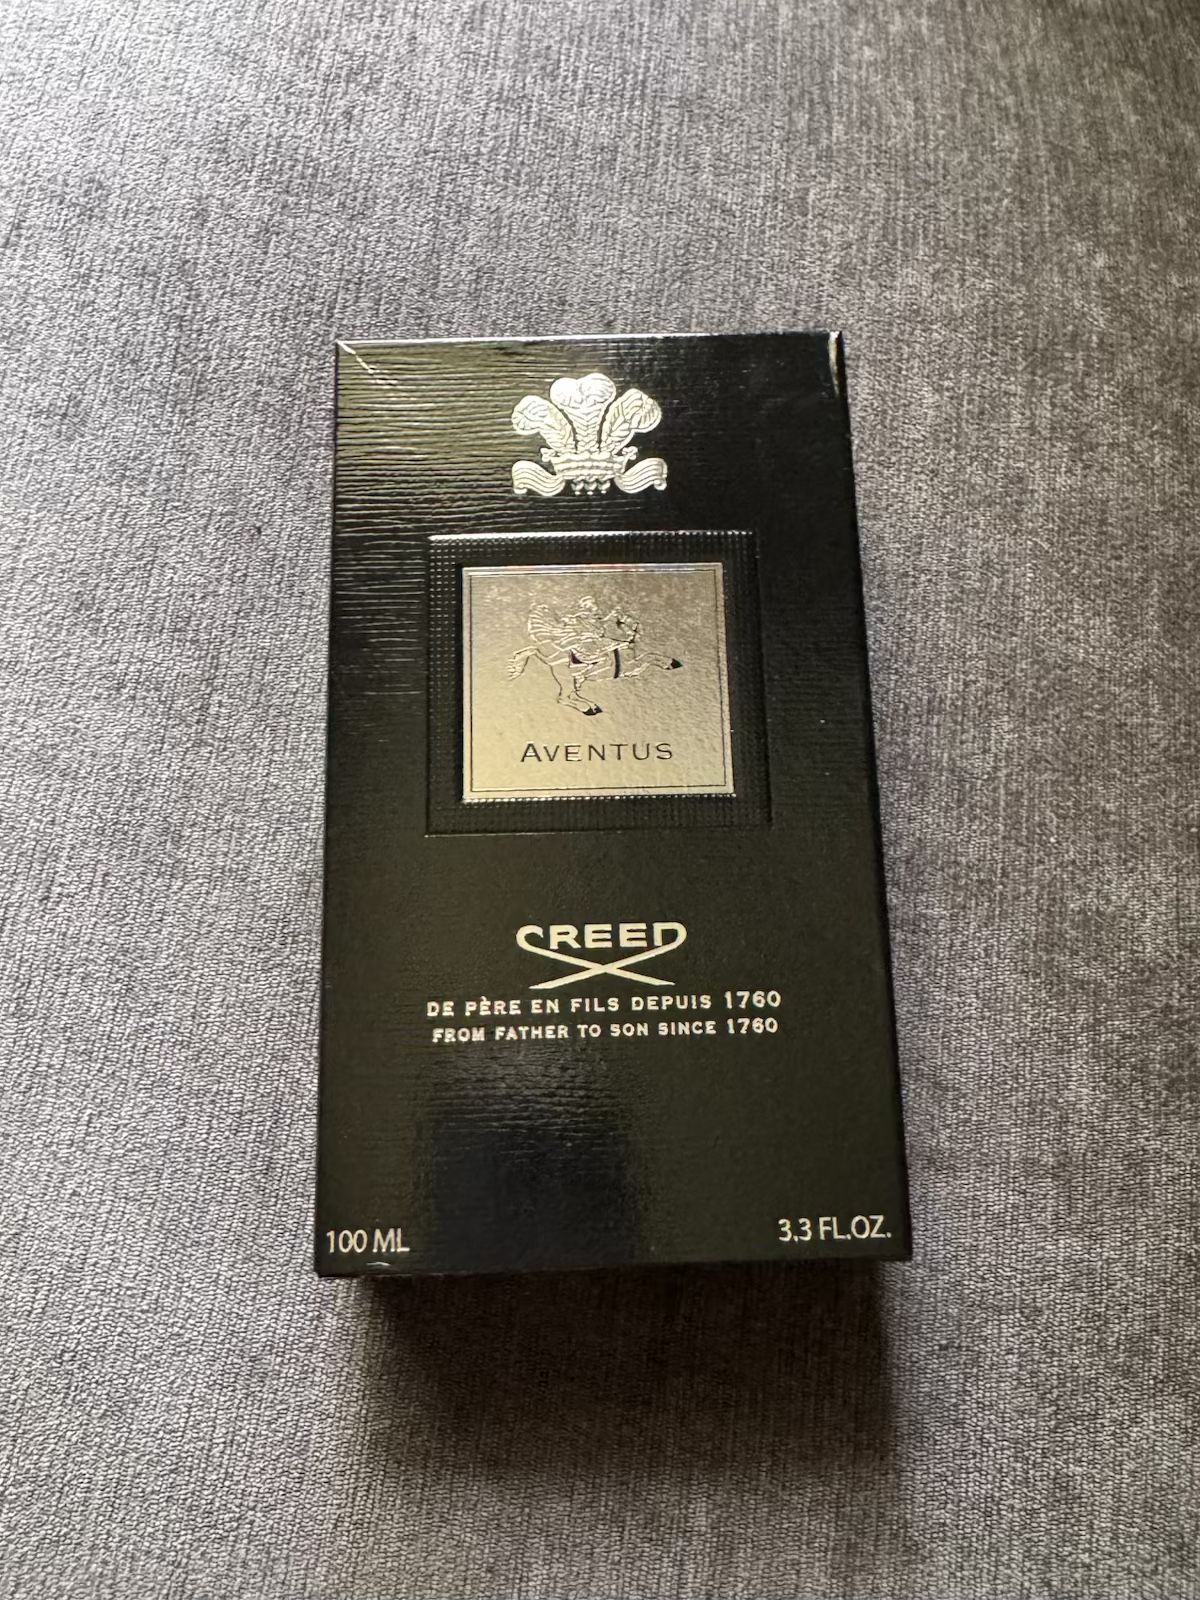 AVENTUS
CREED
DE PÈRE EN FILS DEPUIS 1760
FROM FATHER TO SON SINCE 1760
100 ML
3.3 FL.OZ.